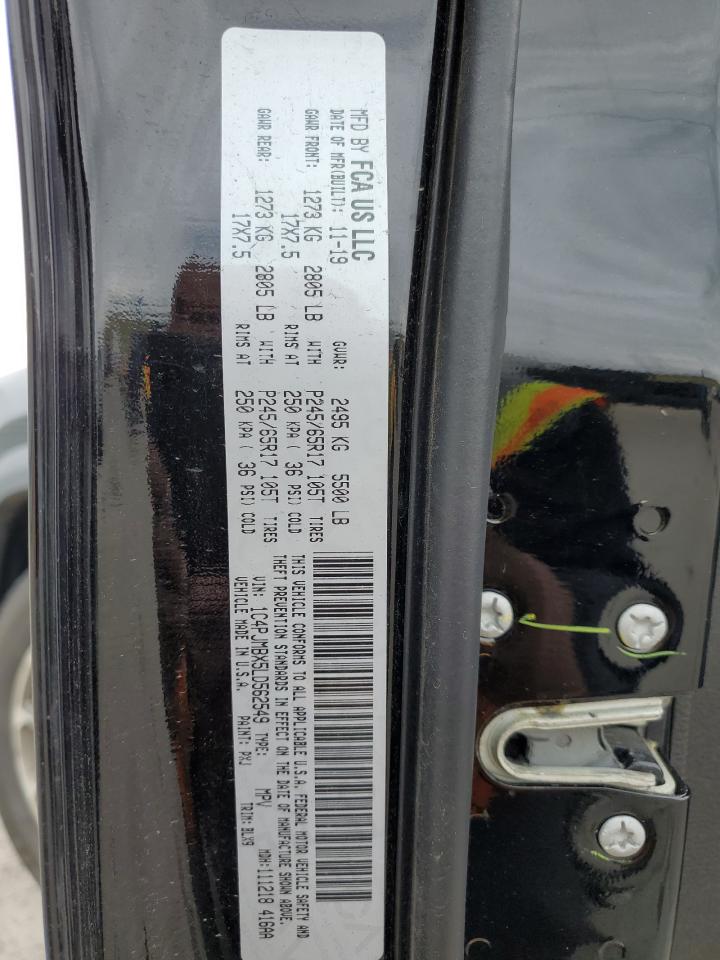 MFD BY FCA US LLC
DATE OF MFR(BUILT): 11-19 GVWR: 2495 KG 5500 LB
GAWR FRONT: 1273 KG 2805 LB WITH P245/65R17 105T TIRES
17X7.5 RIMS AT 250 KPA ( 36 PSI) COLD
GAWR REAR: 1273 KG 2805 LB WITH P245/65R17 105T TIRES
17X7.5 RIMS AT 250 KPA ( 36 PSI) COLD
THIS VEHICLE CONFORMS TO ALL APPLICABLE U.S.A. FEDERAL MOTOR VEHICLE SAFETY AND
THEFT PREVENTION STANDARDS IN EFFECT ON THE DATE OF MANUFACTURE SHOWN ABOVE.
VIN: 1C4PJMBX5LD562549 TYPE: MPV MDH:111218 416AA
VEHICLE MADE IN U.S.A. PAINT: PXJ TRIM: BLX9